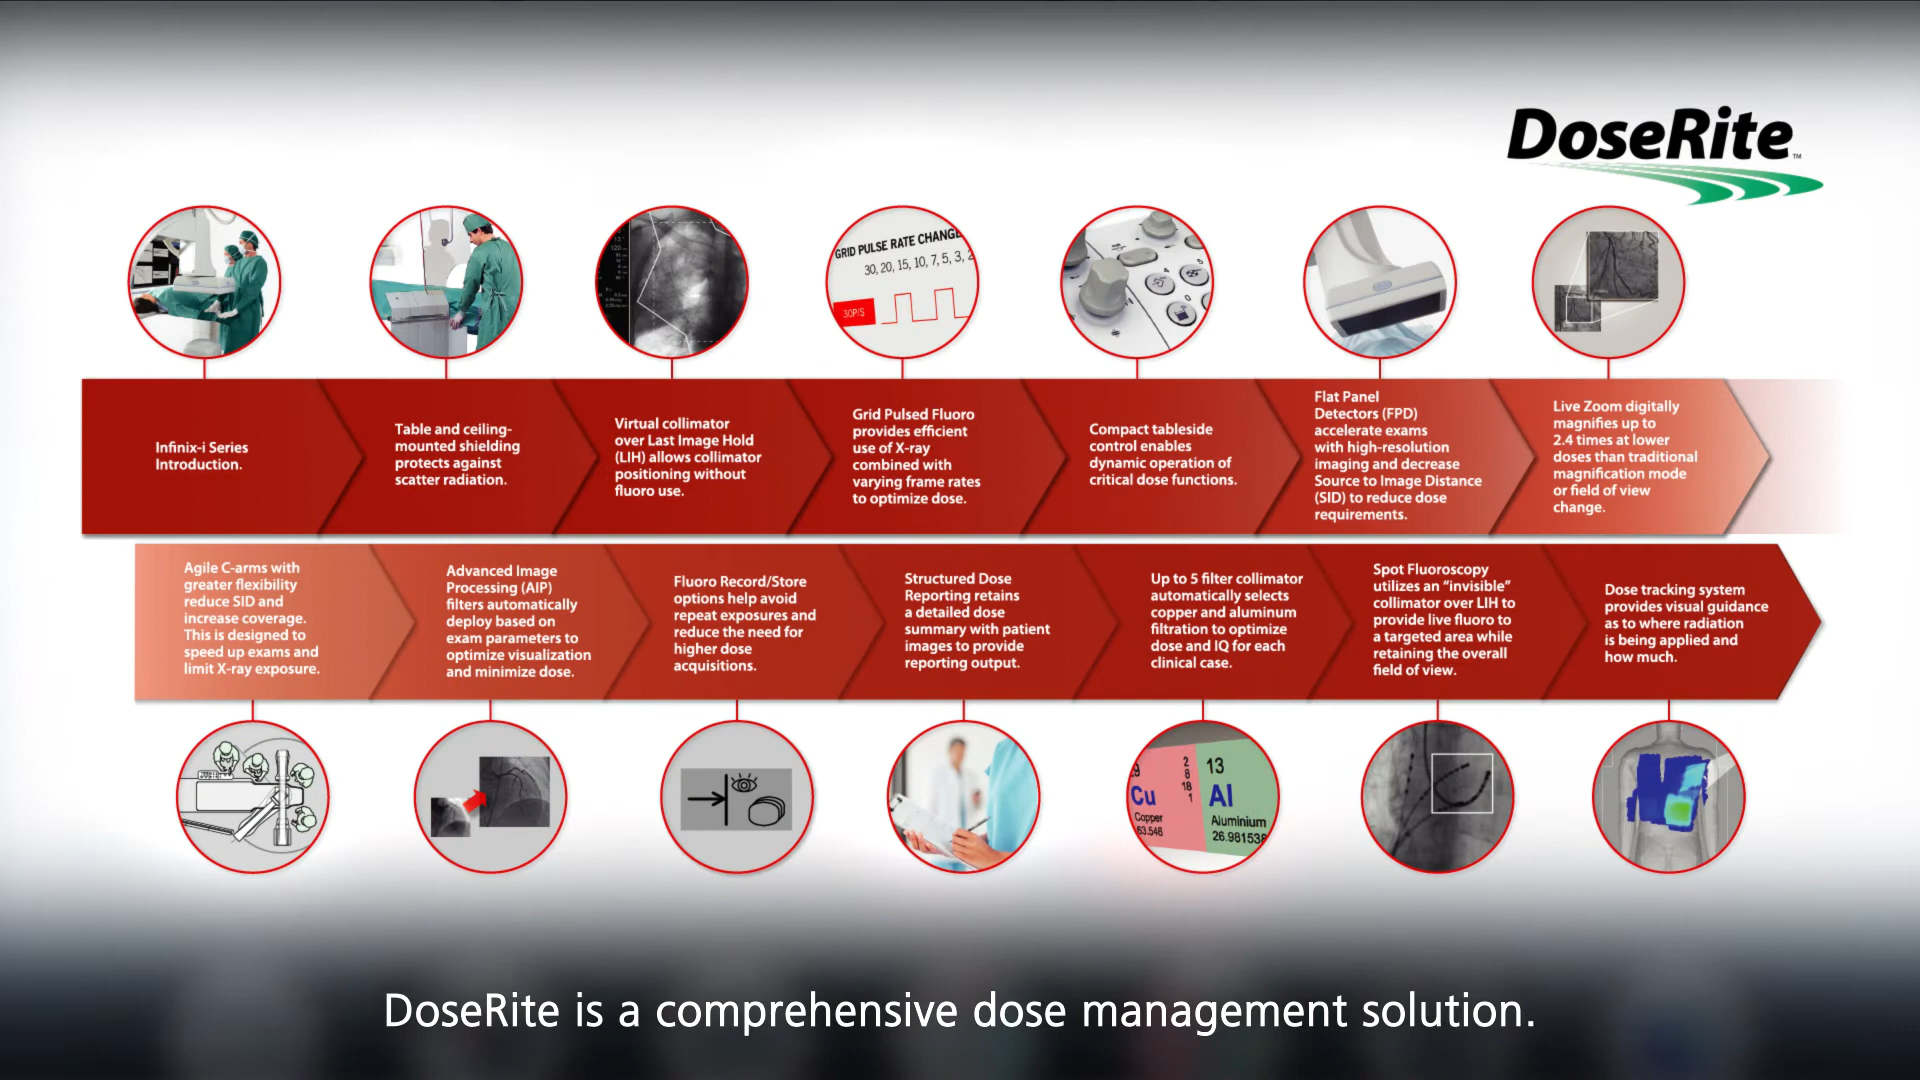 DoseRite™
GRID PULSE RATE CHANGE
30, 20, 15, 10, 7, 5, 3, 2
30P/S
Infinix-i Series
Introduction.
Table and ceiling-
mounted shielding
protects against
scatter radiation.
Virtual collimator
over Last Image Hold
(LIH) allows collimator
positioning without
fluoro use.
Grid Pulsed Fluoro
provides efficient
use of X-ray
combined with
varying frame rates
to optimize dose.
Compact tableside
control enables
dynamic operation of
critical dose functions.
Flat Panel
Detectors (FPD)
accelerate exams
with high-resolution
imaging and decrease
Source to Image Distance
(SID) to reduce dose
requirements.
Live Zoom digitally
magnifies up to
2.4 times at lower
doses than traditional
magnification mode
or field of view
change.
Agile C-arms with
greater flexibility
reduce SID and
increase coverage.
This is designed to
speed up exams and
limit X-ray exposure.
Advanced Image
Processing (AIP)
filters automatically
deploy based on
exam parameters to
optimize visualization
and minimize dose.
Fluoro Record/Store
options help avoid
repeat exposures and
reduce the need for
higher dose
acquisitions.
Structured Dose
Reporting retains
a detailed dose
summary with patient
images to provide
reporting output.
Up to 5 filter collimator
automatically selects
copper and aluminum
filtration to optimize
dose and IQ for each
clinical case.
Spot Fluoroscopy
utilizes an “invisible”
collimator over LIH to
provide live fluoro to
a targeted area while
retaining the overall
field of view.
Dose tracking system
provides visual guidance
as to where radiation
is being applied and
how much.
9
2
8
18
1
Cu
Copper
63.546
13
Al
Aluminium
26.981538
DoseRite is a comprehensive dose management solution.